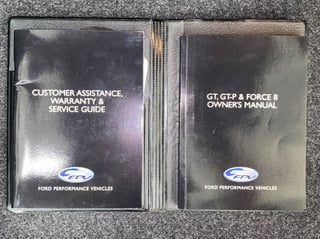 CUSTOMER ASSISTANCE,
WARRANTY &
SERVICE GUIDE
FPV
FORD PERFORMANCE VEHICLES
GT, GT-P & FORCE 8
OWNER'S MANUAL
FPV
FORD PERFORMANCE VEHICLES